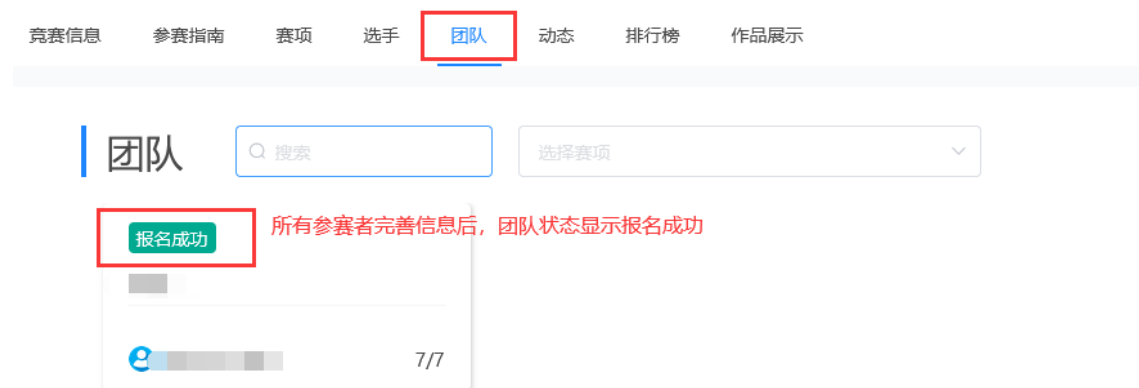 竞赛信息 参赛指南 赛项 选手 团队 动态 排行榜 作品展示
团队 搜索 选择赛项
报名成功 所有参赛者完善信息后，团队状态显示报名成功
7/7